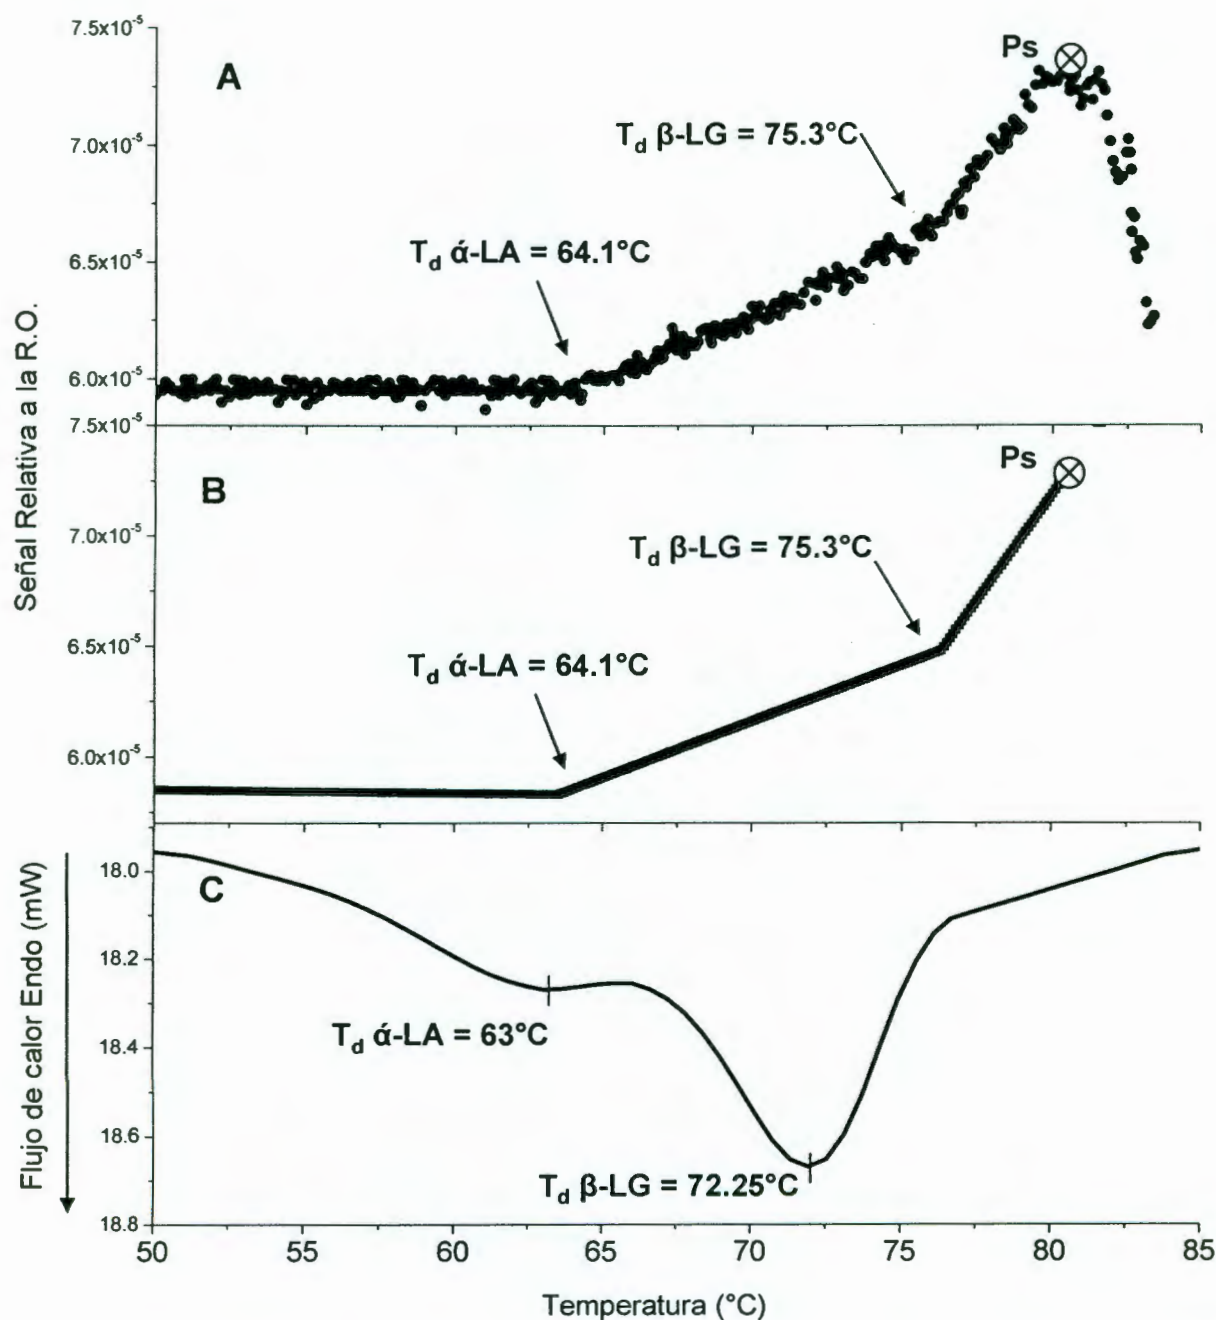 7.5x10⁻⁵
A
Ps
T_d β-LG = 75.3°C
7.0x10⁻⁵
T_d ά-LA = 64.1°C
6.5x10⁻⁵
6.0x10⁻⁵
Señal Relativa a la R.O.
7.5x10⁻⁵
B
Ps
7.0x10⁻⁵
T_d β-LG = 75.3°C
6.5x10⁻⁵
T_d ά-LA = 64.1°C
6.0x10⁻⁵
Flujo de calor Endo (mW)
18.0
C
18.2
T_d ά-LA = 63°C
18.4
18.6
T_d β-LG = 72.25°C
18.8
50 55 60 65 70 75 80 85
Temperatura (°C)